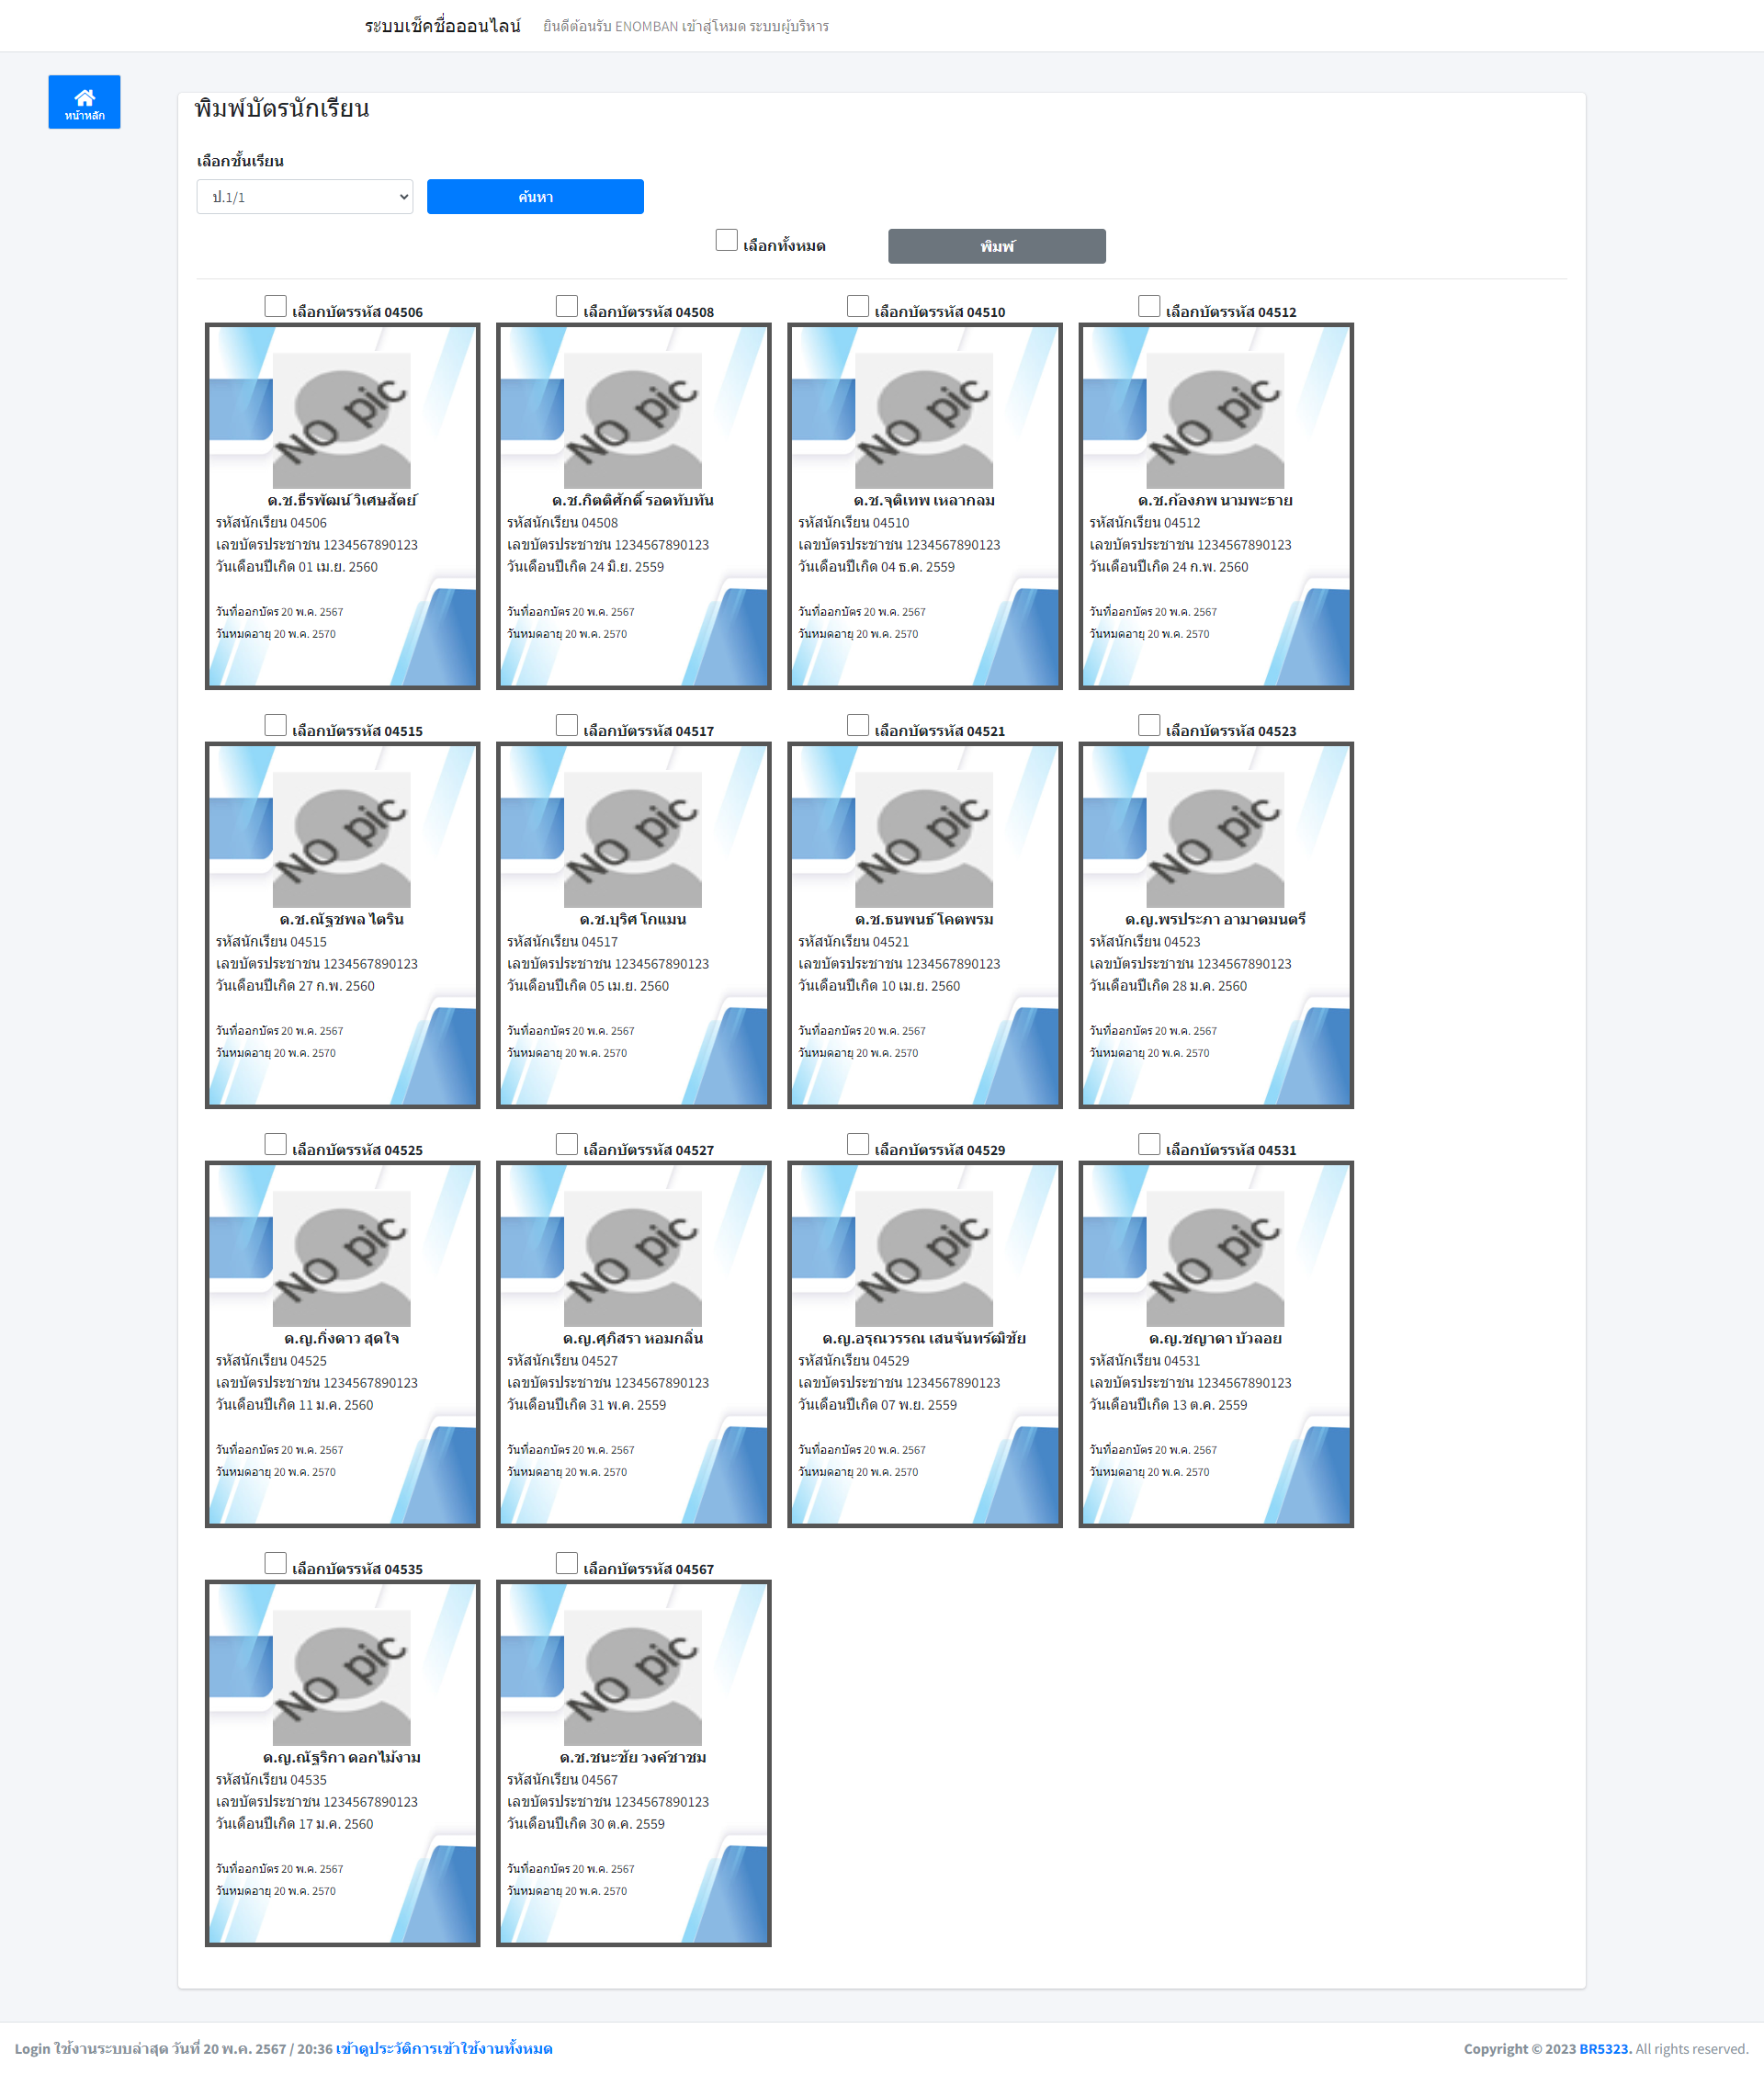 ระบบเช็คชื่อออนไลน์ ยินดีต้อนรับ ENOMBAN เข้าสู่โหมด ระบบผู้บริหาร
หน้าหลัก
พิมพ์บัตรนักเรียน
เลือกชั้นเรียน
ป.1/1 ค้นหา
เลือกทั้งหมด พิมพ์
เลือกบัตรรหัส 04506
NO pic
ด.ช.ธีรพัฒน์ วิเศษสัตย์
รหัสนักเรียน 04506
เลขบัตรประชาชน 1234567890123
วันเดือนปีเกิด 01 เม.ย. 2560
วันที่ออกบัตร 20 พ.ค. 2567
วันหมดอายุ 20 พ.ค. 2570
เลือกบัตรรหัส 04508
NO pic
ด.ช.กิตติศักดิ์ รอดทับทัน
รหัสนักเรียน 04508
เลขบัตรประชาชน 1234567890123
วันเดือนปีเกิด 24 มิ.ย. 2559
วันที่ออกบัตร 20 พ.ค. 2567
วันหมดอายุ 20 พ.ค. 2570
เลือกบัตรรหัส 04510
NO pic
ด.ช.จุติเทพ เหลากลม
รหัสนักเรียน 04510
เลขบัตรประชาชน 1234567890123
วันเดือนปีเกิด 04 ธ.ค. 2559
วันที่ออกบัตร 20 พ.ค. 2567
วันหมดอายุ 20 พ.ค. 2570
เลือกบัตรรหัส 04512
NO pic
ด.ช.ก้องภพ นามพะธาย
รหัสนักเรียน 04512
เลขบัตรประชาชน 1234567890123
วันเดือนปีเกิด 24 ก.พ. 2560
วันที่ออกบัตร 20 พ.ค. 2567
วันหมดอายุ 20 พ.ค. 2570
เลือกบัตรรหัส 04515
NO pic
ด.ช.ณัฐชพล ไตริน
รหัสนักเรียน 04515
เลขบัตรประชาชน 1234567890123
วันเดือนปีเกิด 27 ก.พ. 2560
วันที่ออกบัตร 20 พ.ค. 2567
วันหมดอายุ 20 พ.ค. 2570
เลือกบัตรรหัส 04517
NO pic
ด.ช.บุริศ โกแมน
รหัสนักเรียน 04517
เลขบัตรประชาชน 1234567890123
วันเดือนปีเกิด 05 เม.ย. 2560
วันที่ออกบัตร 20 พ.ค. 2567
วันหมดอายุ 20 พ.ค. 2570
เลือกบัตรรหัส 04521
NO pic
ด.ช.ธนพนธ์ โคตพรม
รหัสนักเรียน 04521
เลขบัตรประชาชน 1234567890123
วันเดือนปีเกิด 10 เม.ย. 2560
วันที่ออกบัตร 20 พ.ค. 2567
วันหมดอายุ 20 พ.ค. 2570
เลือกบัตรรหัส 04523
NO pic
ด.ญ.พรประภา อามาตมนตรี
รหัสนักเรียน 04523
เลขบัตรประชาชน 1234567890123
วันเดือนปีเกิด 28 ม.ค. 2560
วันที่ออกบัตร 20 พ.ค. 2567
วันหมดอายุ 20 พ.ค. 2570
เลือกบัตรรหัส 04525
NO pic
ด.ญ.กิ่งดาว สุดใจ
รหัสนักเรียน 04525
เลขบัตรประชาชน 1234567890123
วันเดือนปีเกิด 11 ม.ค. 2560
วันที่ออกบัตร 20 พ.ค. 2567
วันหมดอายุ 20 พ.ค. 2570
เลือกบัตรรหัส 04527
NO pic
ด.ญ.ศุภิสรา หอมกลิ่น
รหัสนักเรียน 04527
เลขบัตรประชาชน 1234567890123
วันเดือนปีเกิด 31 พ.ค. 2559
วันที่ออกบัตร 20 พ.ค. 2567
วันหมดอายุ 20 พ.ค. 2570
เลือกบัตรรหัส 04529
NO pic
ด.ญ.อรุณวรรณ เสนจันทร์ฒิชัย
รหัสนักเรียน 04529
เลขบัตรประชาชน 1234567890123
วันเดือนปีเกิด 07 พ.ย. 2559
วันที่ออกบัตร 20 พ.ค. 2567
วันหมดอายุ 20 พ.ค. 2570
เลือกบัตรรหัส 04531
NO pic
ด.ญ.ชญาดา บัวลอย
รหัสนักเรียน 04531
เลขบัตรประชาชน 1234567890123
วันเดือนปีเกิด 13 ต.ค. 2559
วันที่ออกบัตร 20 พ.ค. 2567
วันหมดอายุ 20 พ.ค. 2570
เลือกบัตรรหัส 04535
NO pic
ด.ญ.ณัฐริกา ดอกไม้งาม
รหัสนักเรียน 04535
เลขบัตรประชาชน 1234567890123
วันเดือนปีเกิด 17 ม.ค. 2560
วันที่ออกบัตร 20 พ.ค. 2567
วันหมดอายุ 20 พ.ค. 2570
เลือกบัตรรหัส 04567
NO pic
ด.ช.ชนะชัย วงค์ชาชม
รหัสนักเรียน 04567
เลขบัตรประชาชน 1234567890123
วันเดือนปีเกิด 30 ต.ค. 2559
วันที่ออกบัตร 20 พ.ค. 2567
วันหมดอายุ 20 พ.ค. 2570
Login ใช้งานระบบล่าสุด วันที่ 20 พ.ค. 2567 / 20:36 เข้าดูประวัติการเข้าใช้งานทั้งหมด
Copyright © 2023 BR5323. All rights reserved.